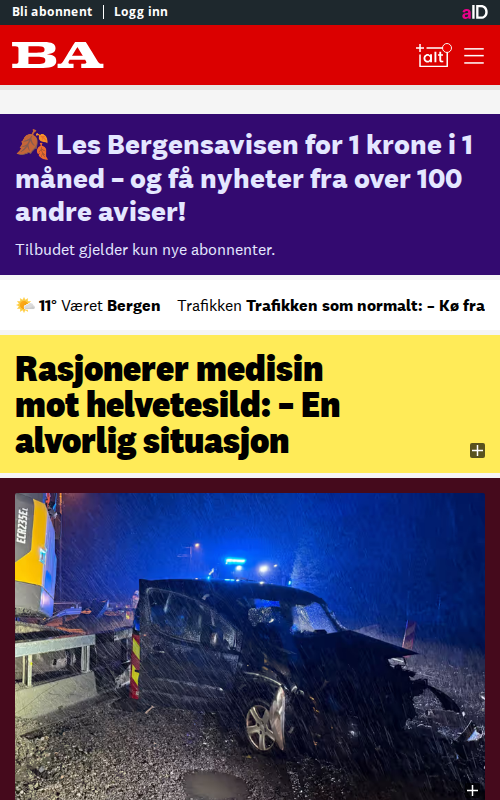 Bli abonnent | Logg inn
aID
BA
+alt
Les Bergensavisen for 1 krone i 1
måned – og få nyheter fra over 100
andre aviser!
Tilbudet gjelder kun nye abonnenter.
11° Været Bergen Trafikken Trafikken som normalt: – Kø fra
Rasjonerer medisin
mot helvetesild: – En
alvorlig situasjon
ECR235E